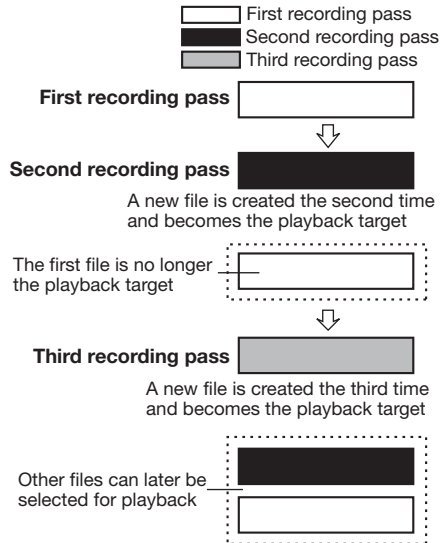 First recording pass
Second recording pass
Third recording pass
First recording pass
Second recording pass
A new file is created the second time
and becomes the playback target
The first file is no longer
the playback target
Third recording pass
A new file is created the third time
and becomes the playback target
Other files can later be
selected for playback